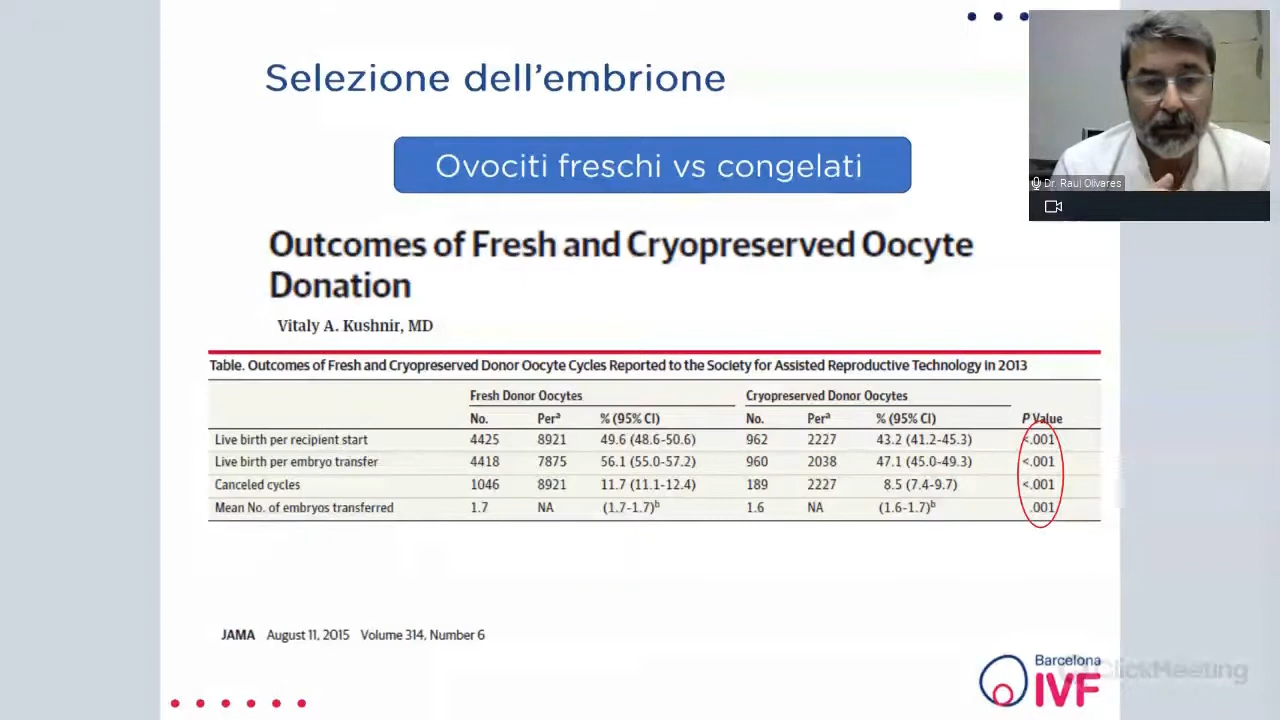 Selezione dell'embrione
Dr. Raul Olivares
Ovociti freschi vs congelati
Outcomes of Fresh and Cryopreserved Oocyte
Donation
Vitaly A. Kushnir, MD
Table. Outcomes of Fresh and Cryopreserved Donor Oocyte Cycles Reported to the Society for Assisted Reproductive Technology in 2013
Fresh Donor Oocytes Cryopreserved Donor Oocytes
No. Perᵃ % (95% CI) No. Perᵃ % (95% CI) P Value
Live birth per recipient start 4425 8921 49.6 (48.6-50.6) 962 2227 43.2 (41.2-45.3) <.001
Live birth per embryo transfer 4418 7875 56.1 (55.0-57.2) 960 2038 47.1 (45.0-49.3) <.001
Canceled cycles 1046 8921 11.7 (11.1-12.4) 189 2227 8.5 (7.4-9.7) <.001
Mean No. of embryos transferred 1.7 NA (1.7-1.7)ᵇ 1.6 NA (1.6-1.7)ᵇ .001
JAMA August 11, 2015 Volume 314, Number 6
Barcelona
IVF
ClickMeeting